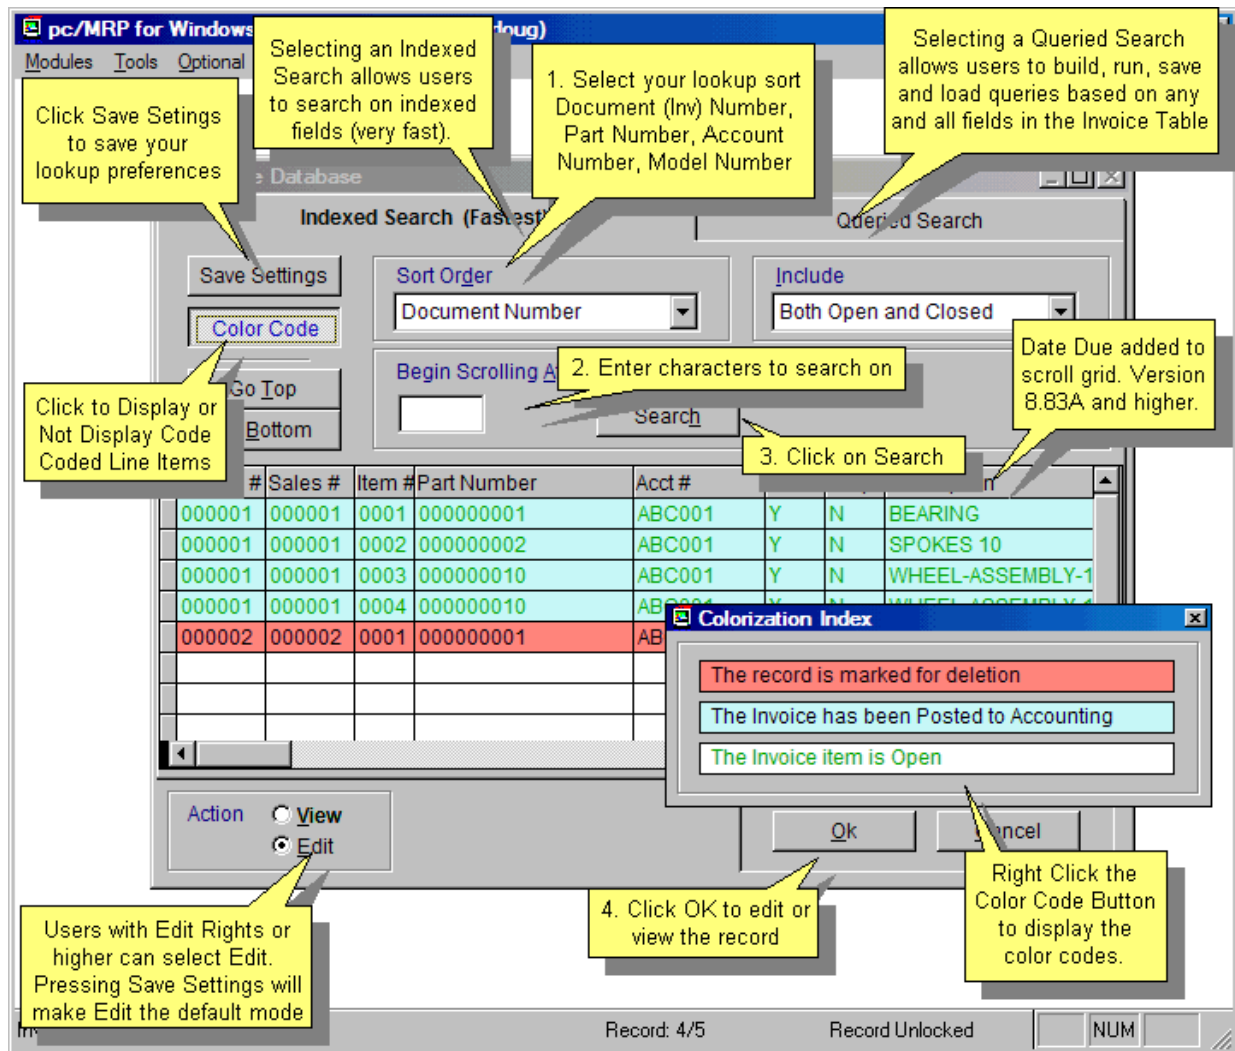 pc/MRP for Windows
doug)
Modules Tools Optional
Selecting an Indexed
Search allows users
to search on indexed
fields (very fast).
1. Select your lookup sort
Document (Inv) Number,
Part Number, Account
Number, Model Number
Selecting a Queried Search
allows users to build, run, save
and load queries based on any
and all fields in the Invoice Table
Click Save Setings
to save your
lookup preferences
e Database
Indexed Search (Fastest)
Queried Search
Save Settings
Sort Order
Include
Document Number
Both Open and Closed
Color Code
Date Due added to
scroll grid. Version
8.83A and higher.
Begin Scrolling
2. Enter characters to search on
Go Top
Bottom
Search
Click to Display or
Not Display Code
Coded Line Items
3. Click on Search
# Sales # Item # Part Number Acct #
000001 000001 0001 000000001 ABC001 Y N BEARING
000001 000001 0002 000000002 ABC001 Y N SPOKES 10
000001 000001 0003 000000010 ABC001 Y N WHEEL-ASSEMBLY-1
000001 000001 0004 000000010 ABC001 Y N WHEEL-ASSEMBLY-1
000002 000002 0001 000000001 AB
Colorization Index
The record is marked for deletion
The Invoice has been Posted to Accounting
The Invoice item is Open
Action
View
Edit
Ok
Cancel
Users with Edit Rights or
higher can select Edit.
Pressing Save Settings will
make Edit the default mode
4. Click OK to edit or
view the record
Right Click the
Color Code Button
to display the
color codes.
Record: 4/5
Record Unlocked
NUM